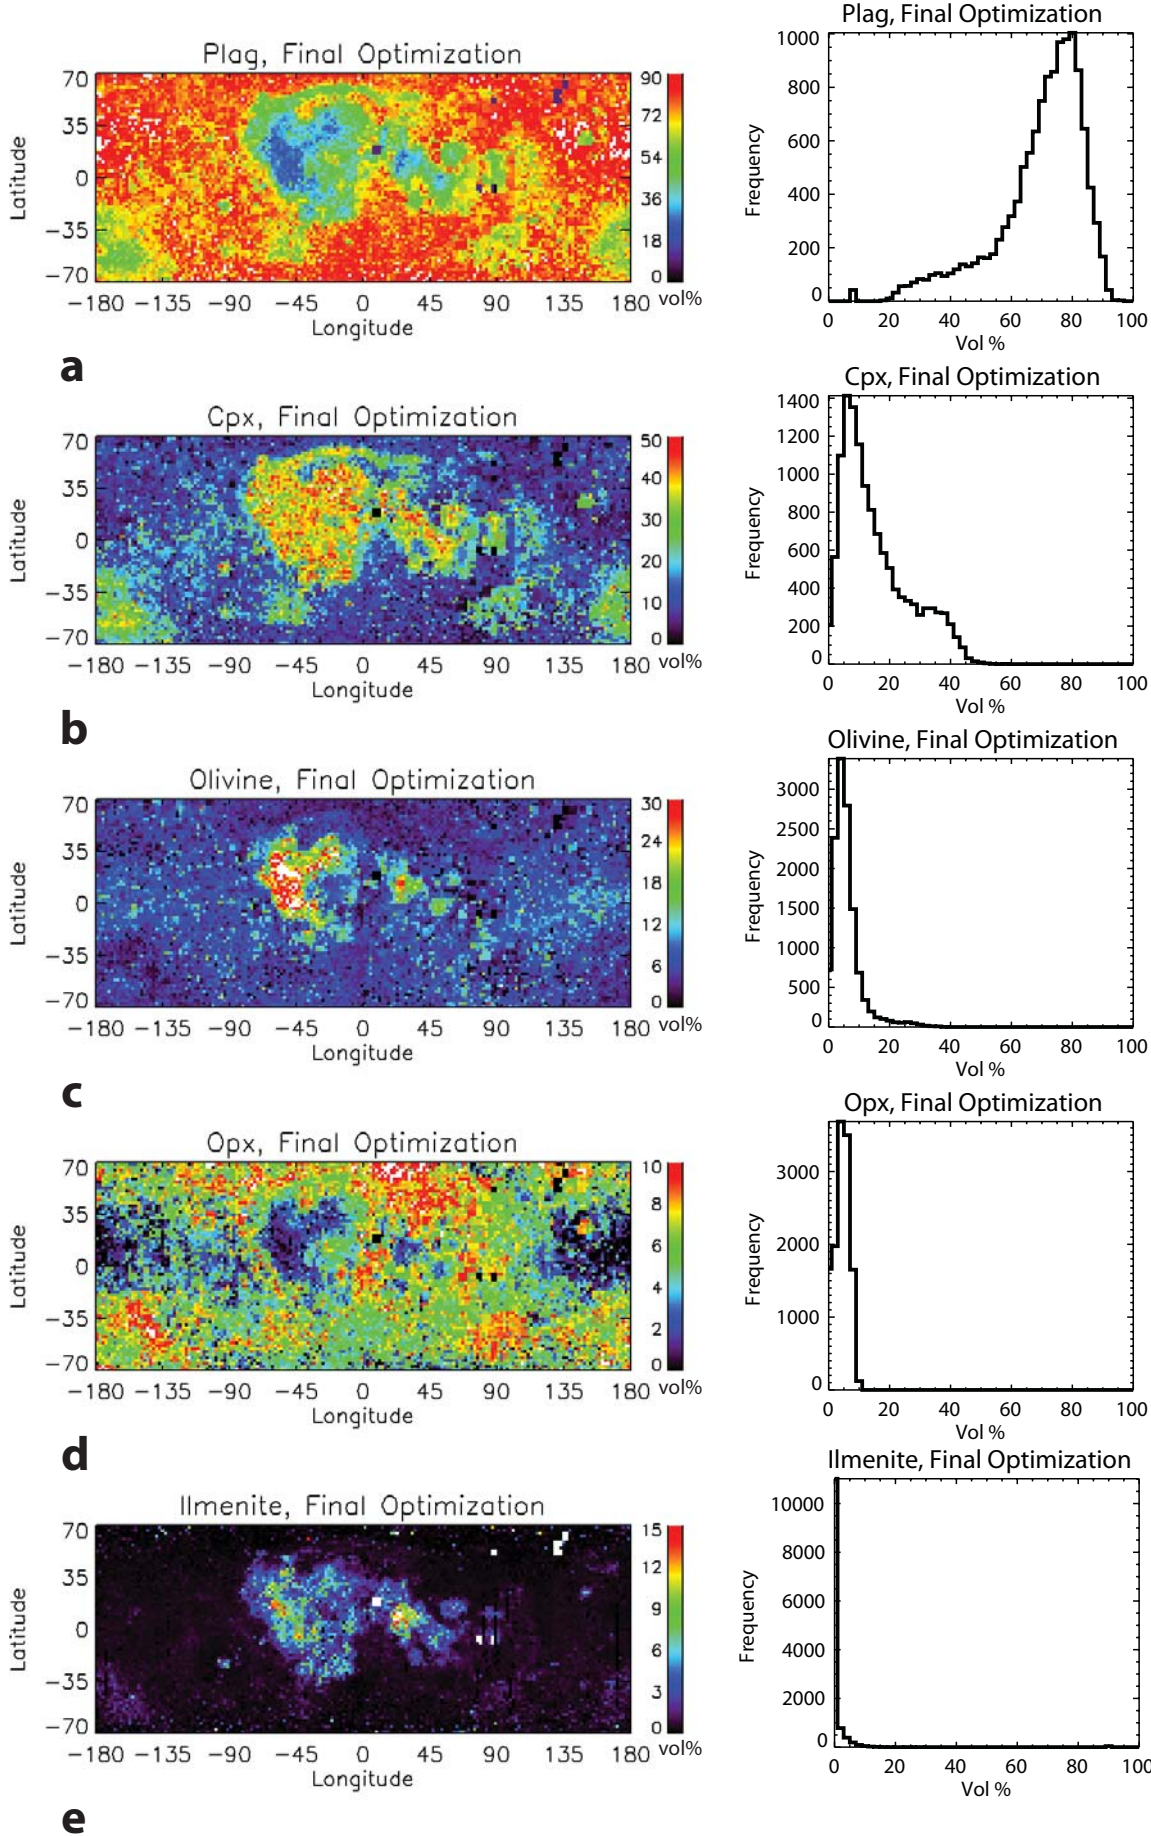 Plag, Final Optimization
70
35
0
−35
−70
Latitude
−180 −135 −90 −45 0 45 90 135 180
Longitude
90
72
54
36
18
0
vol%
Plag, Final Optimization
1000
800
600
400
200
0
Frequency
0 20 40 60 80 100
Vol %
a
Cpx, Final Optimization
70
35
0
−35
−70
Latitude
−180 −135 −90 −45 0 45 90 135 180
Longitude
50
40
30
20
10
0
vol%
Cpx, Final Optimization
1400
1200
1000
800
600
400
200
0
Frequency
0 20 40 60 80 100
Vol %
b
Olivine, Final Optimization
70
35
0
−35
−70
Latitude
−180 −135 −90 −45 0 45 90 135 180
Longitude
30
24
18
12
6
0
vol%
Olivine, Final Optimization
3000
2500
2000
1500
1000
500
0
Frequency
0 20 40 60 80 100
Vol %
c
Opx, Final Optimization
70
35
0
−35
−70
Latitude
−180 −135 −90 −45 0 45 90 135 180
Longitude
10
8
6
4
2
0
vol%
Opx, Final Optimization
3000
2000
1000
0
Frequency
0 20 40 60 80 100
Vol %
d
Ilmenite, Final Optimization
70
35
0
−35
−70
Latitude
−180 −135 −90 −45 0 45 90 135 180
Longitude
15
12
9
6
3
0
vol%
Ilmenite, Final Optimization
10000
8000
6000
4000
2000
0
Frequency
0 20 40 60 80 100
Vol %
e